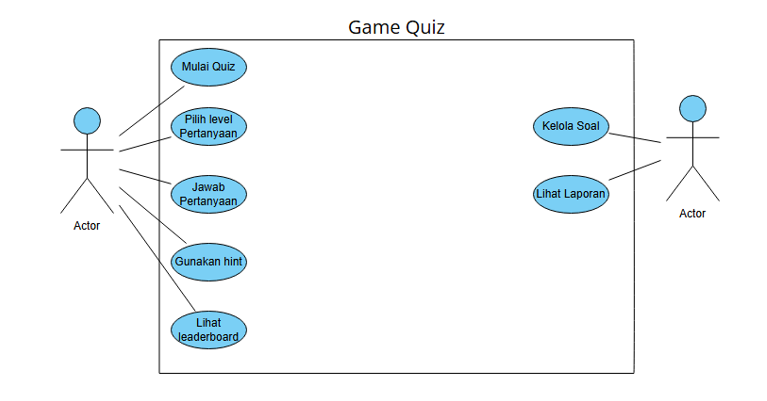 Game Quiz
Mulai Quiz
Pilih level
Pertanyaan
Jawab
Pertanyaan
Gunakan hint
Lihat
leaderboard
Actor
Kelola Soal
Lihat Laporan
Actor